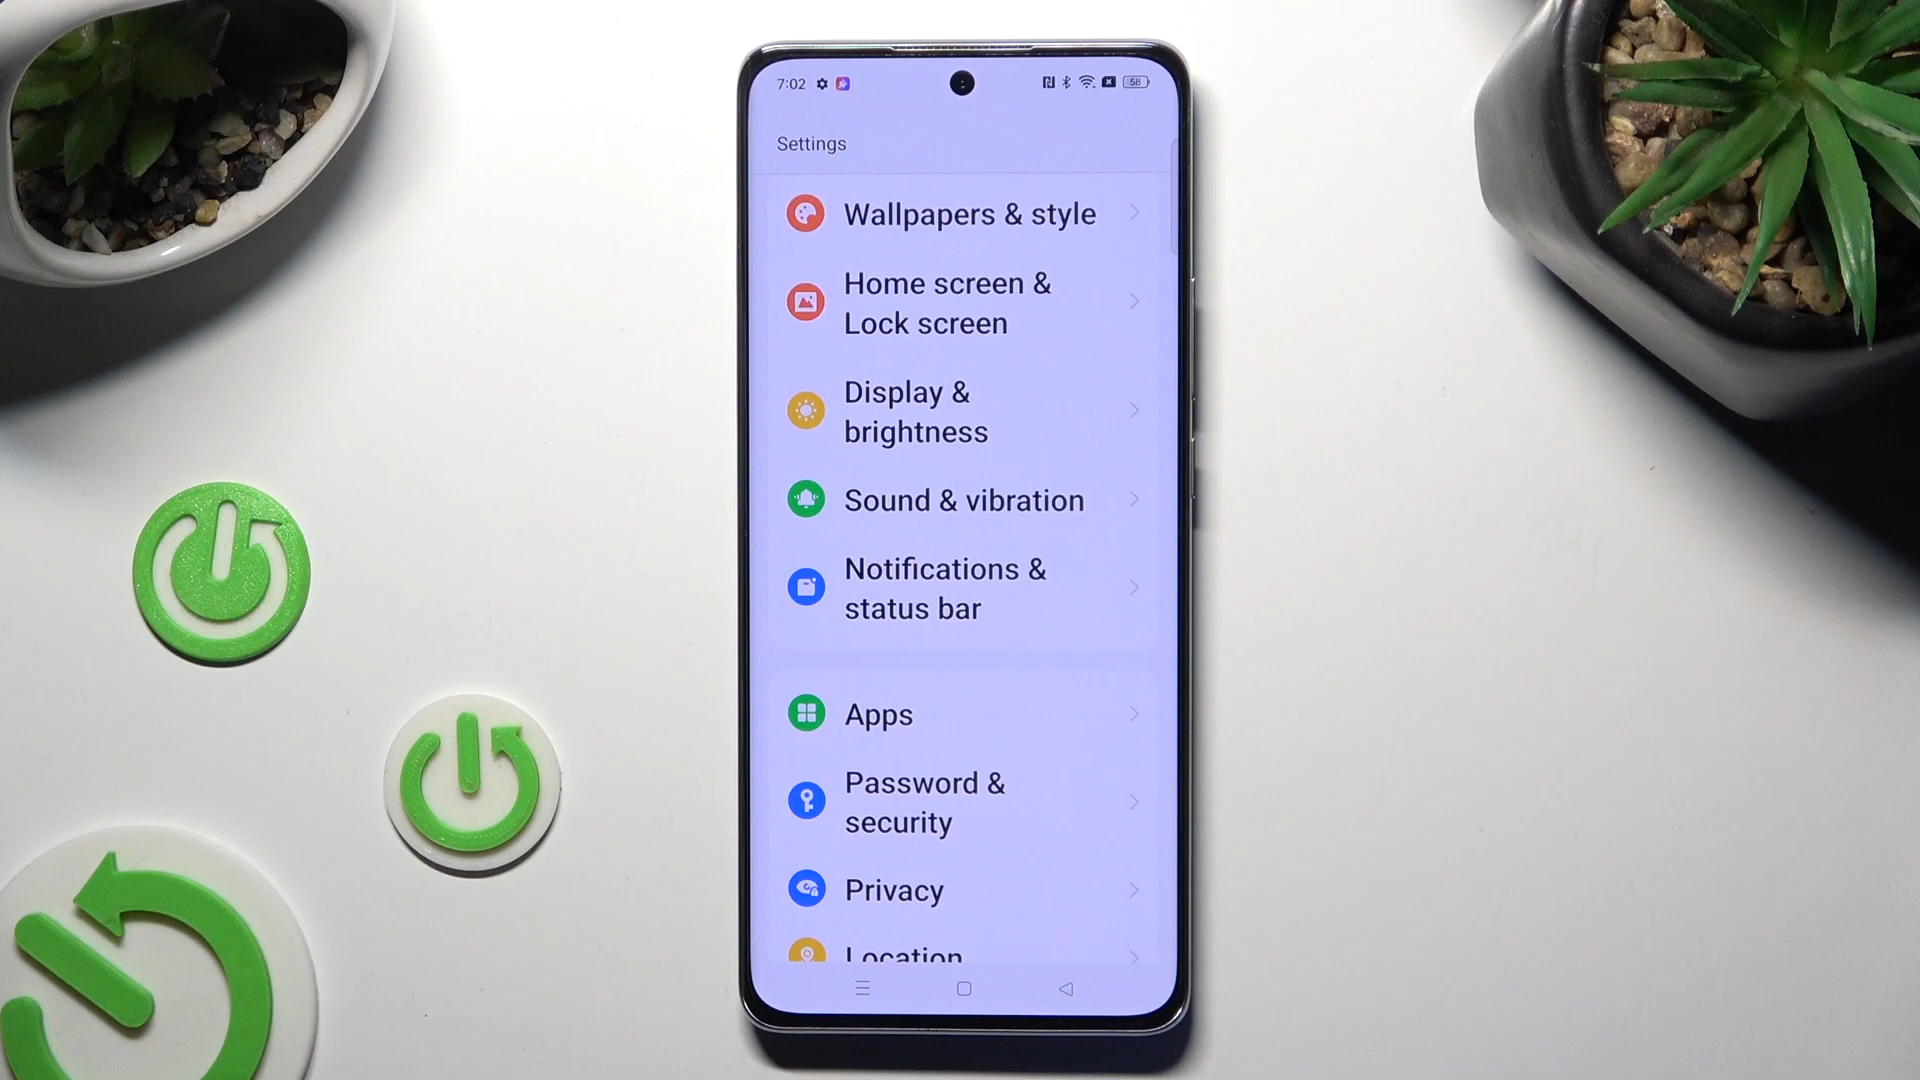 7:02
58
Settings
Wallpapers & style
Home screen &
Lock screen
Display &
brightness
Sound & vibration
Notifications &
status bar
Apps
Password &
security
Privacy
Location